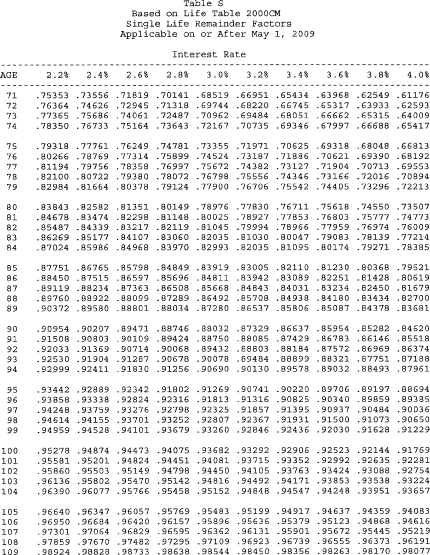 Table S
Based on Life Table 2000CM
Single Life Remainder Factors
Applicable on or After May 1, 2009
Interest Rate
AGE 2.2% 2.4% 2.6% 2.8% 3.0% 3.2% 3.4% 3.6% 3.8% 4.0%
71 .75353 .73556 .71819 .70141 .68519 .66951 .65434 .63968 .62549 .61176
72 .76364 .74626 .72945 .71318 .69744 .68220 .66745 .65317 .63933 .62593
73 .77365 .75686 .74061 .72487 .70962 .69484 .68051 .66662 .65315 .64009
74 .78350 .76733 .75164 .73643 .72167 .70735 .69346 .67997 .66688 .65417
75 .79318 .77761 .76249 .74781 .73355 .71971 .70625 .69318 .68048 .66813
76 .80266 .78769 .77314 .75899 .74524 .73187 .71886 .70621 .69390 .68192
77 .81194 .79756 .78358 .76997 .75672 .74382 .73127 .71904 .70713 .69553
78 .82100 .80722 .79380 .78072 .76798 .75556 .74346 .73166 .72016 .70894
79 .82984 .81664 .80378 .79124 .77900 .76706 .75542 .74405 .73296 .72213
80 .83843 .82582 .81351 .80149 .78976 .77830 .76711 .75618 .74550 .73507
81 .84678 .83474 .82298 .81148 .80025 .78927 .77853 .76803 .75777 .74773
82 .85487 .84339 .83217 .82119 .81045 .79994 .78966 .77959 .76974 .76009
83 .86269 .85177 .84107 .83060 .82035 .81030 .80047 .79083 .78139 .77214
84 .87024 .85986 .84968 .83970 .82993 .82035 .81095 .80174 .79271 .78385
85 .87751 .86765 .85798 .84849 .83919 .83005 .82110 .81230 .80368 .79521
86 .88450 .87515 .86597 .85696 .84811 .83942 .83089 .82251 .81428 .80619
87 .89119 .88234 .87363 .86508 .85668 .84843 .84031 .83234 .82450 .81679
88 .89760 .88922 .88099 .87289 .86492 .85708 .84938 .84180 .83434 .82700
89 .90372 .89580 .88801 .88034 .87280 .86537 .85806 .85087 .84378 .83681
90 .90954 .90207 .89471 .88746 .88032 .87329 .86637 .85954 .85282 .84620
91 .91508 .90803 .90109 .89424 .88750 .88085 .87429 .86783 .86146 .85518
92 .92033 .91369 .90714 .90068 .89432 .88803 .88184 .87572 .86969 .86374
93 .92530 .91904 .91287 .90678 .90078 .89484 .88899 .88321 .87751 .87188
94 .92999 .92411 .91830 .91256 .90690 .90130 .89578 .89032 .88493 .87961
95 .93442 .92889 .92342 .91802 .91269 .90741 .90220 .89706 .89197 .88694
96 .93858 .93338 .92824 .92316 .91813 .91316 .90825 .90340 .89859 .89385
97 .94248 .93759 .93276 .92798 .92325 .91857 .91395 .90937 .90484 .90036
98 .94614 .94155 .93701 .93252 .92807 .92367 .91931 .91500 .91073 .90650
99 .94959 .94528 .94101 .93679 .93260 .92846 .92436 .92030 .91628 .91229
100 .95278 .94874 .94473 .94075 .93682 .93292 .92906 .92523 .92144 .91769
101 .95581 .95201 .94824 .94451 .94081 .93715 .93352 .92992 .92635 .92281
102 .95860 .95503 .95149 .94798 .94450 .94105 .93763 .93424 .93088 .92754
103 .96136 .95802 .95470 .95142 .94816 .94492 .94171 .93853 .93538 .93224
104 .96390 .96077 .95766 .95458 .95152 .94848 .94547 .94248 .93951 .93657
105 .96640 .96347 .96057 .95769 .95483 .95199 .94917 .94637 .94359 .94083
106 .96950 .96684 .96420 .96157 .95896 .95636 .95379 .95123 .94868 .94616
107 .97301 .97064 .96829 .96595 .96362 .96131 .95901 .95672 .95445 .95219
108 .97859 .97670 .97482 .97295 .97109 .96923 .96739 .96555 .96373 .96191
109 .98924 .98828 .98733 .98638 .98544 .98450 .98356 .98263 .98170 .98077